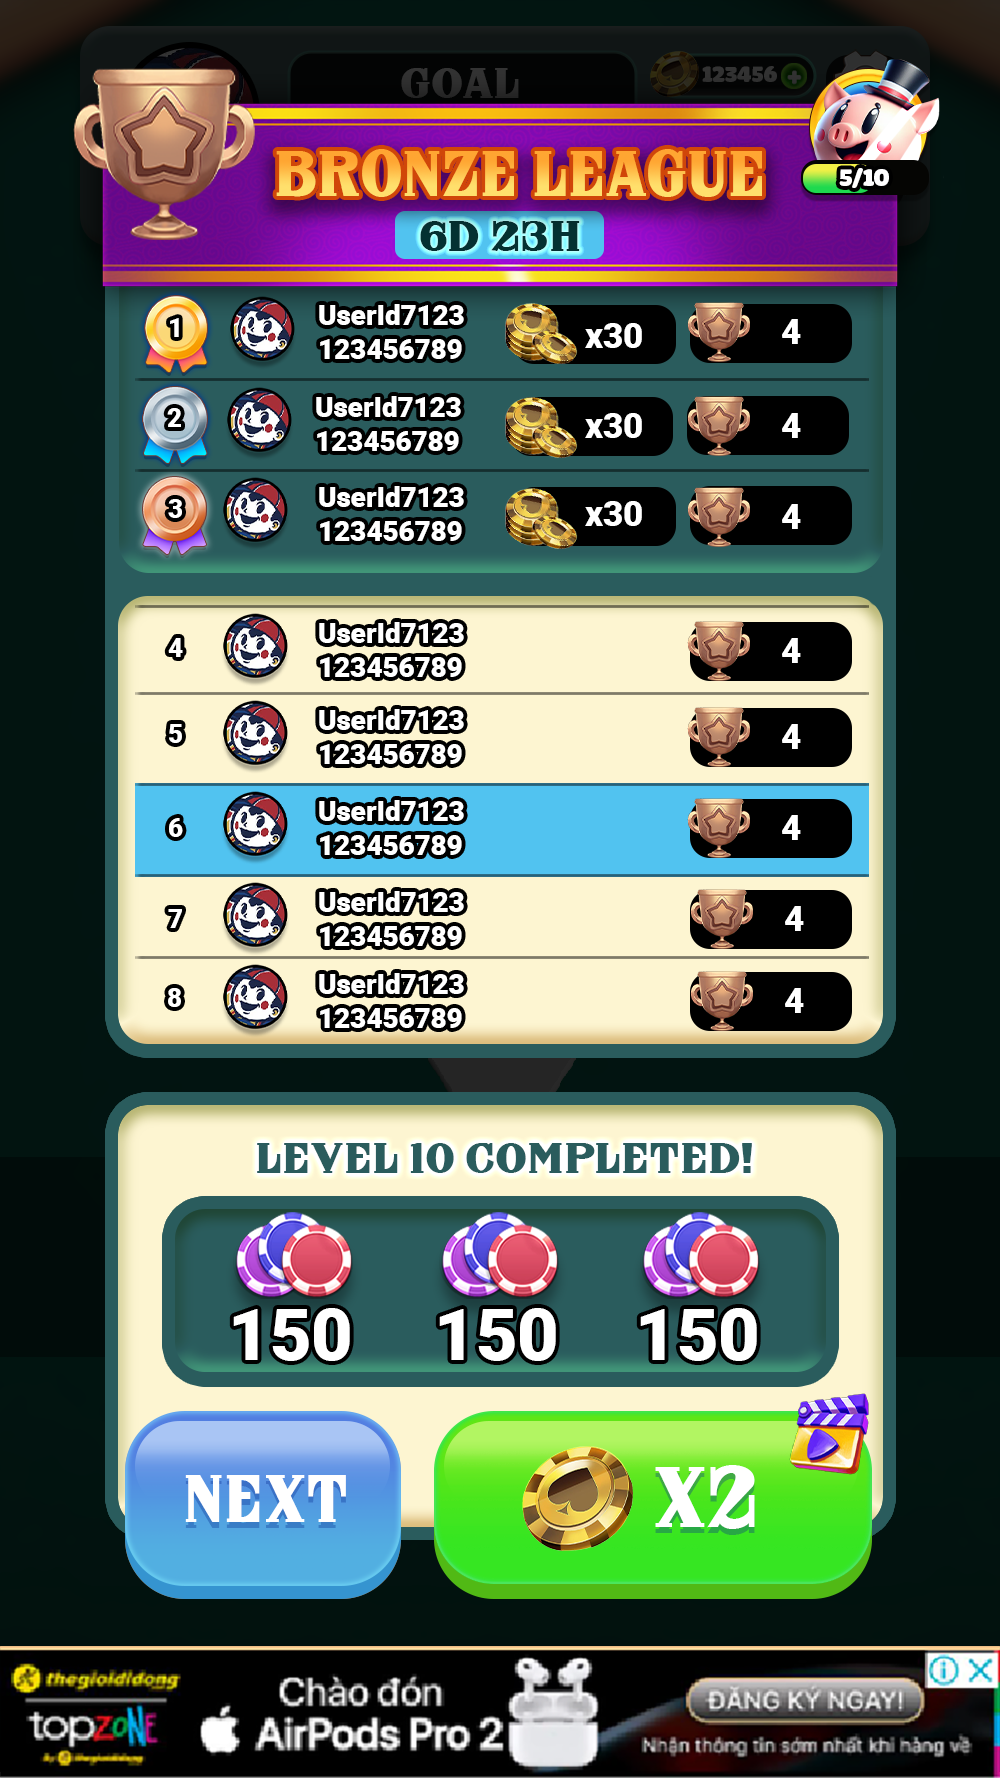 GOAL
123456
BRONZE LEAGUE
5/10
6D 23H
1
UserId7123
123456789
x30
4
2
UserId7123
123456789
x30
4
3
UserId7123
123456789
x30
4
4
UserId7123
123456789
4
5
UserId7123
123456789
4
6
UserId7123
123456789
4
7
UserId7123
123456789
4
8
UserId7123
123456789
4
LEVEL 10 COMPLETED!
150 150 150
NEXT
X2
thegioididong
topzone
by thegioididong
Chào đón
AirPods Pro 2
ĐĂNG KÝ NGAY!
Nhận thông tin sớm nhất khi hàng về